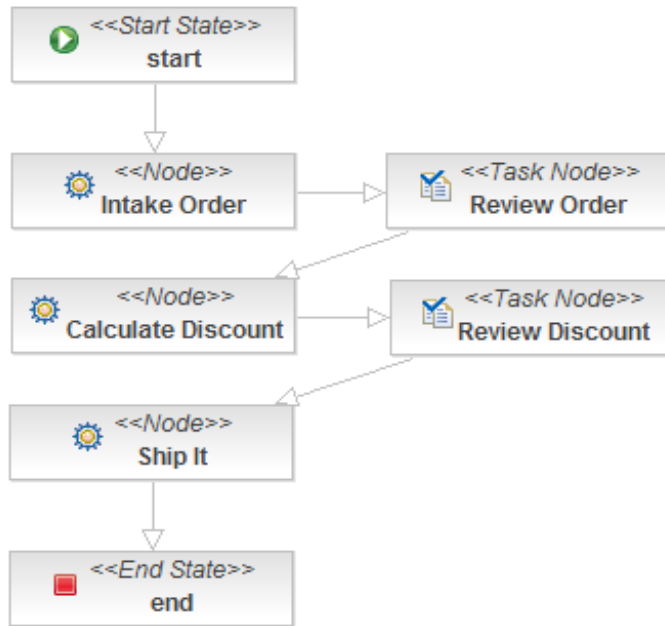 <<Start State>>
start
<<Node>>
Intake Order
<<Task Node>>
Review Order
<<Node>>
Calculate Discount
<<Task Node>>
Review Discount
<<Node>>
Ship It
<<End State>>
end